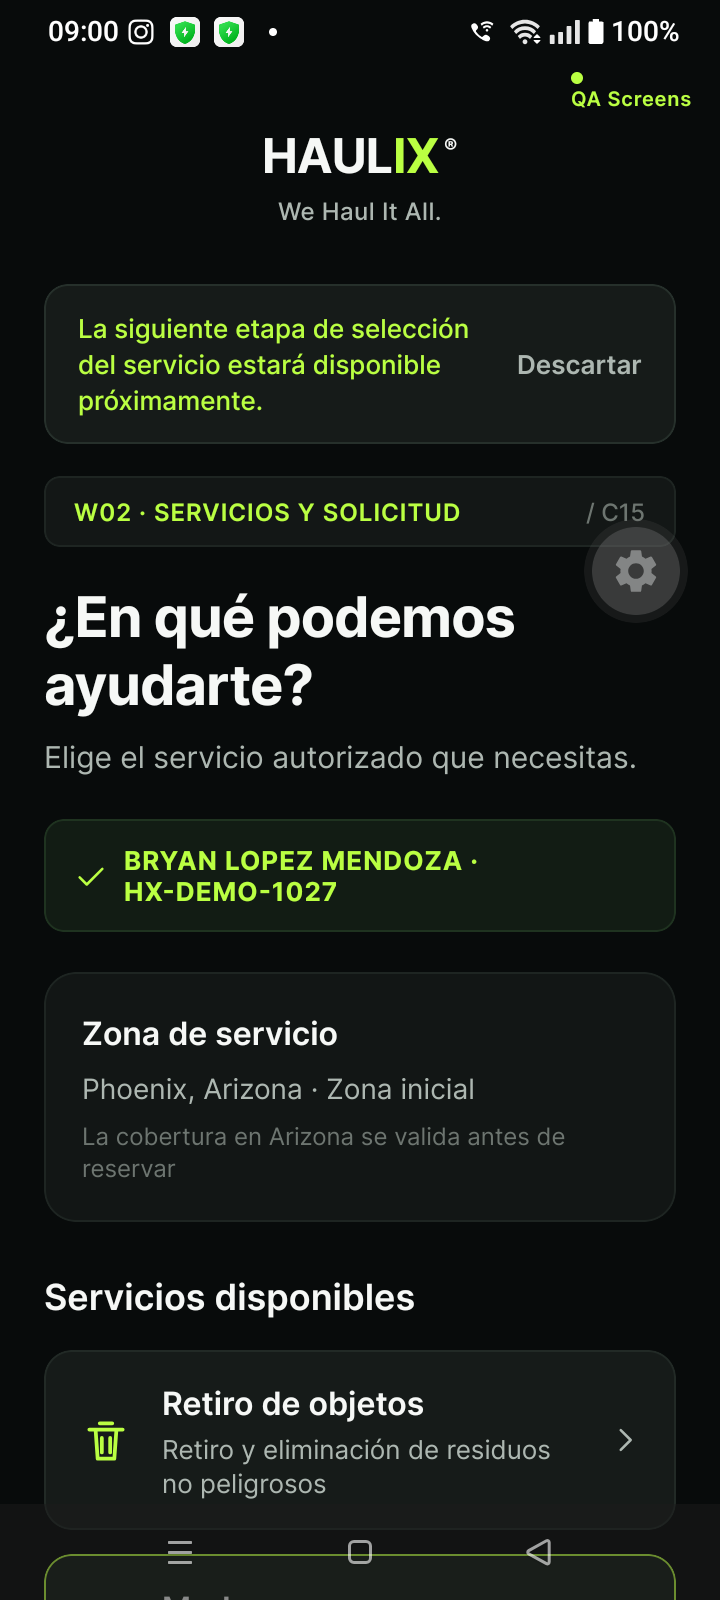 09:00
100%
QA Screens
HAULIX®
We Haul It All.
La siguiente etapa de selección
del servicio estará disponible
próximamente.
Descartar
W02 · SERVICIOS Y SOLICITUD
/ C15
¿En qué podemos
ayudarte?
Elige el servicio autorizado que necesitas.
BRYAN LOPEZ MENDOZA ·
HX-DEMO-1027
Zona de servicio
Phoenix, Arizona · Zona inicial
La cobertura en Arizona se valida antes de
reservar
Servicios disponibles
Retiro de objetos
Retiro y eliminación de residuos
no peligrosos